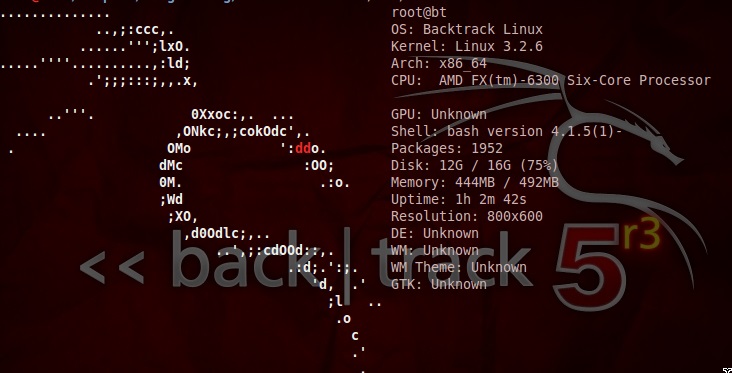 root@bt
OS: Backtrack Linux
Kernel: Linux 3.2.6
Arch: x86_64
CPU:  AMD FX(tm)-6300 Six-Core Processor
GPU: Unknown
Shell: bash version 4.1.5(1)-
Packages: 1952
Disk: 12G / 16G (75%)
Memory: 444MB / 492MB
Uptime: 1h 2m 42s
Resolution: 800x600
DE: Unknown
WM: Unknown
WM Theme: Unknown
GTK: Unknown
<< back|track 5 r3